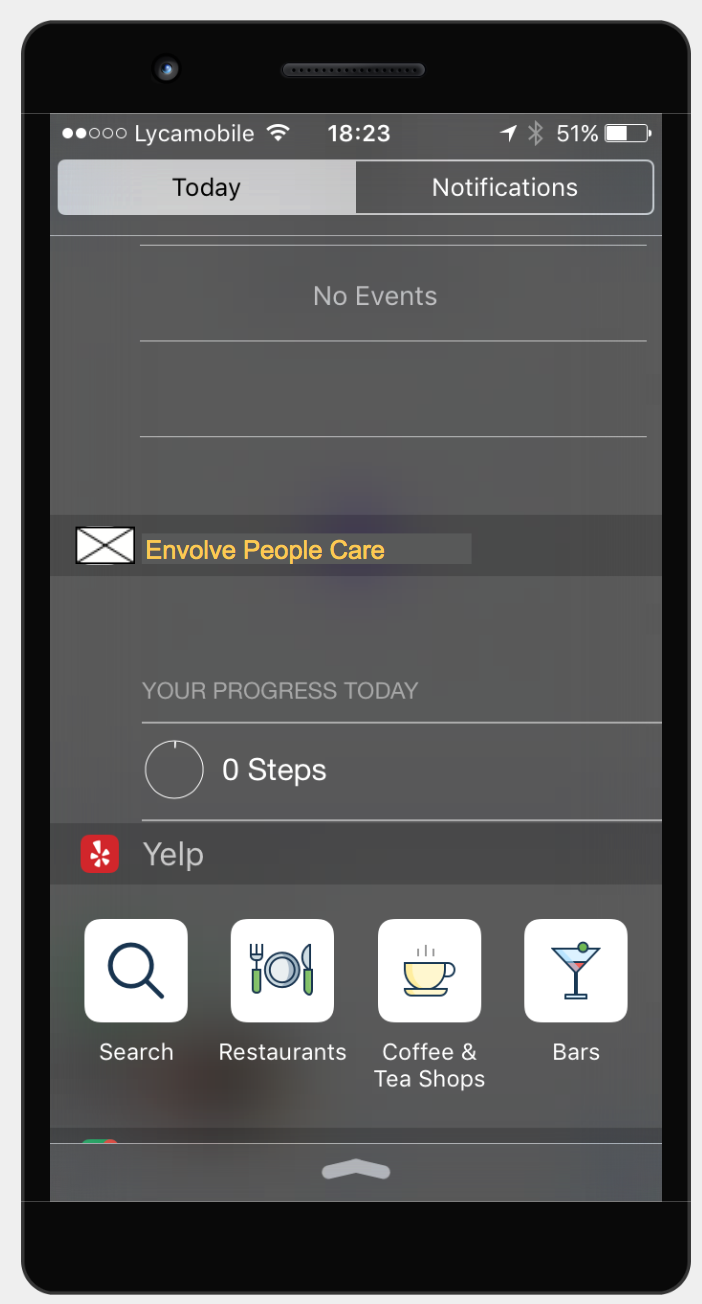 Lycamobile 18:23 51%
Today Notifications
No Events
Envolve People Care
YOUR PROGRESS TODAY
0 Steps
Yelp
Search Restaurants Coffee & Bars
Tea Shops